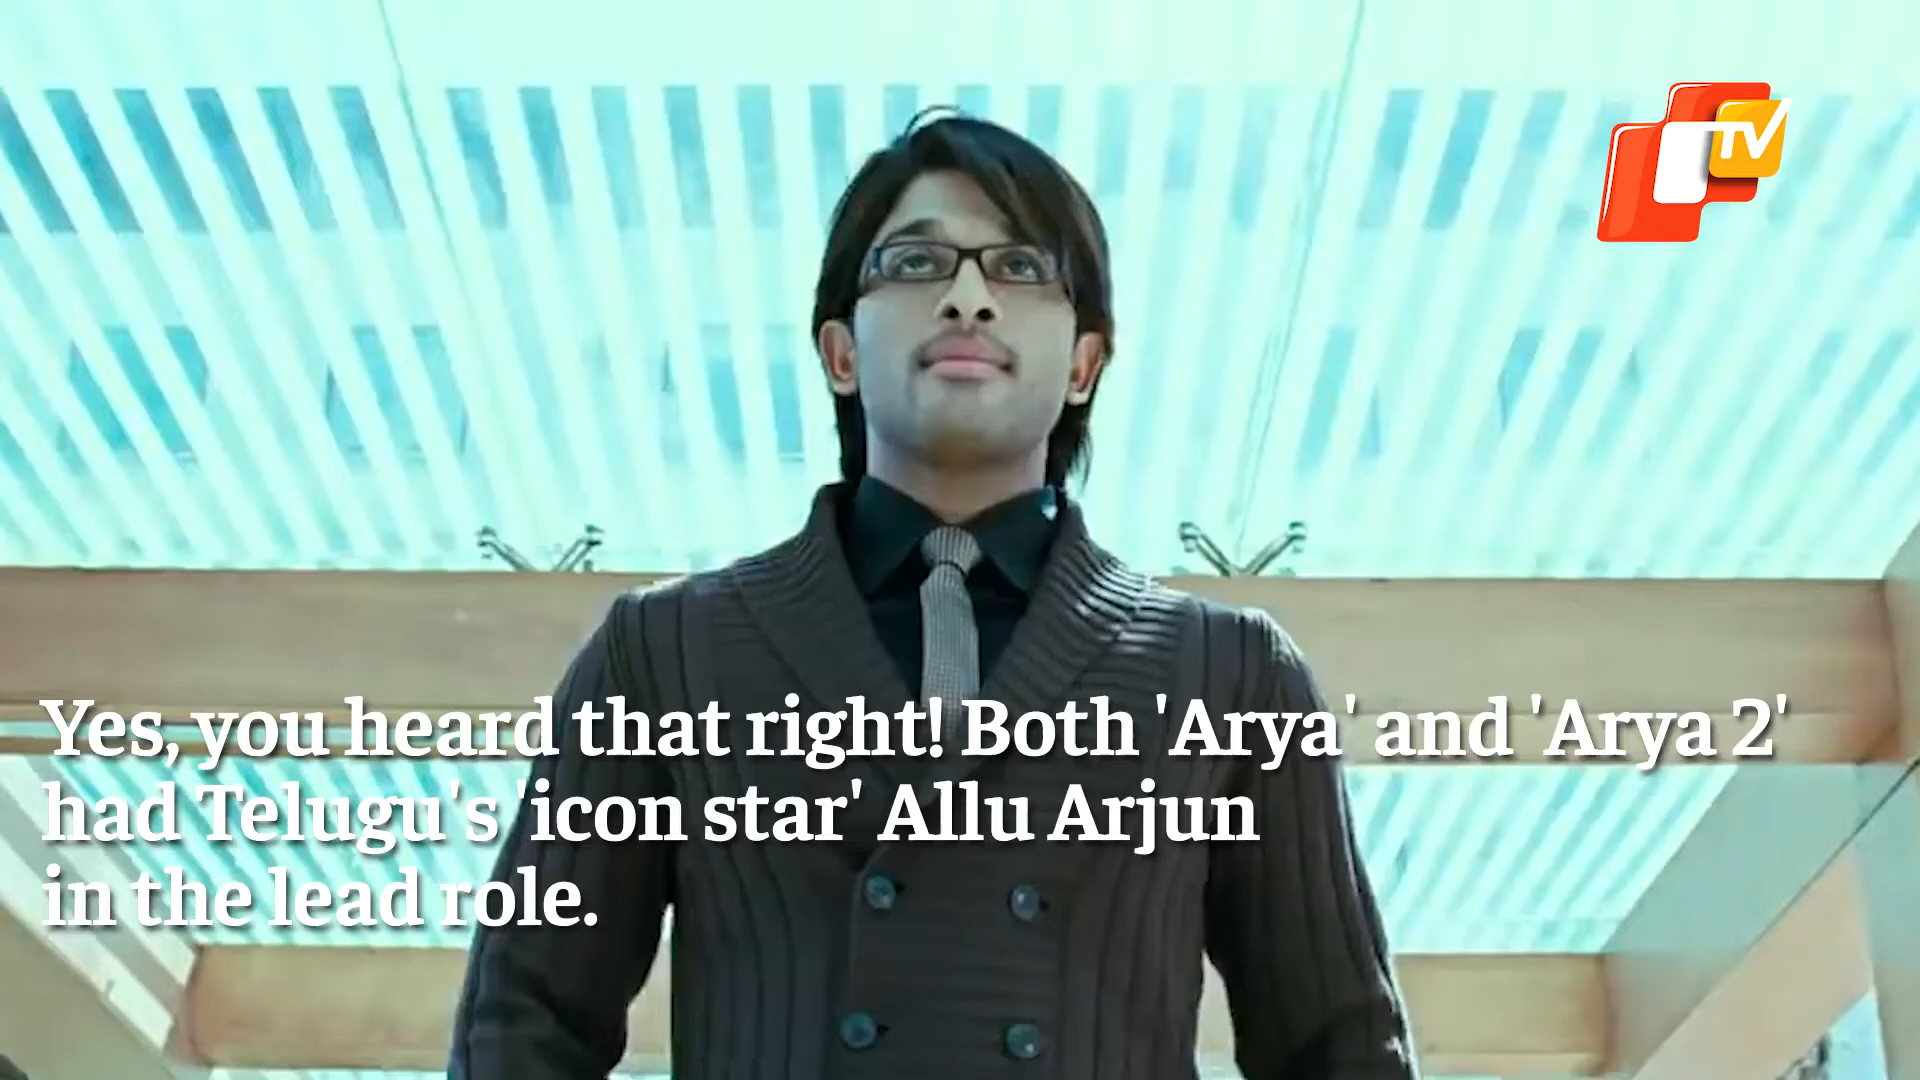 TV
Yes, you heard that right! Both 'Arya' and 'Arya 2'
had Telugu's 'icon star' Allu Arjun
in the lead role.